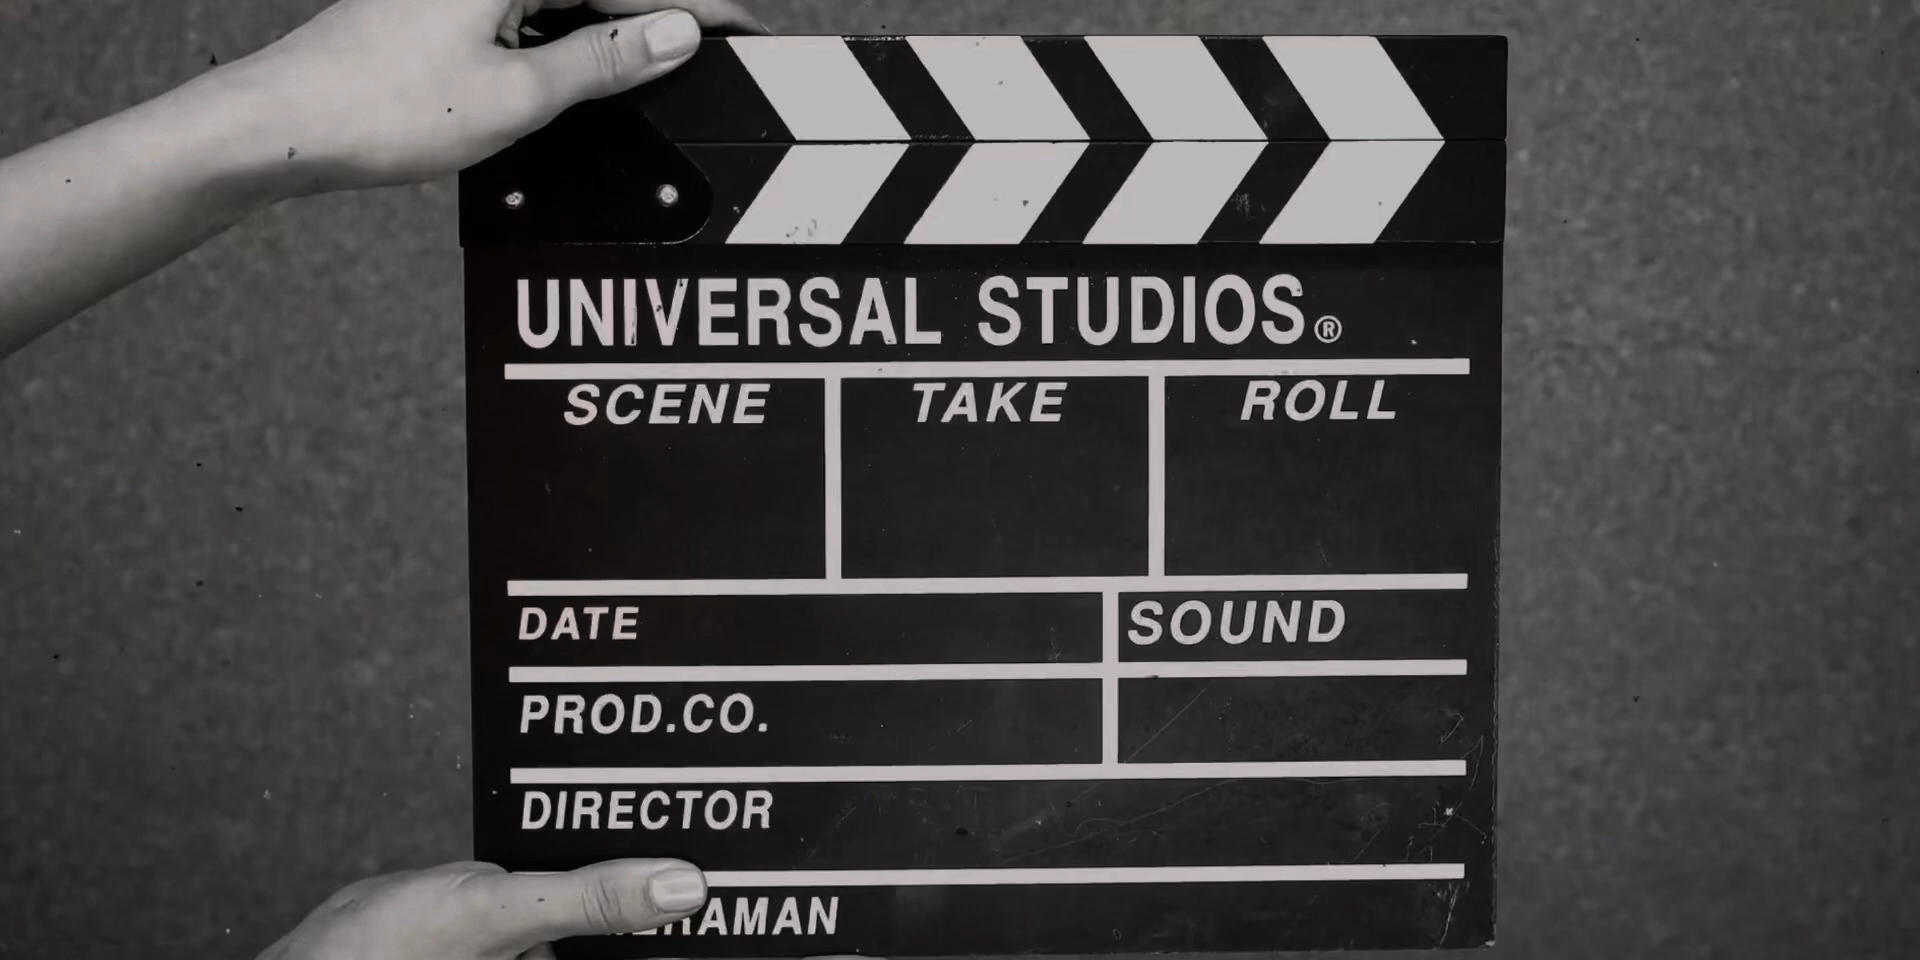 UNIVERSAL STUDIOS®
SCENE TAKE ROLL
DATE SOUND
PROD.CO.
DIRECTOR